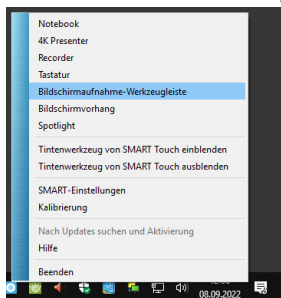 Notebook
4K Presenter
Recorder
Tastatur
Bildschirmaufnahme-Werkzeugleiste
Bildschirmvorhang
Spotlight
Tintenwerkzeug von SMART Touch einblenden
Tintenwerkzeug von SMART Touch ausblenden
SMART-Einstellungen
Kalibrierung
Nach Updates suchen und Aktivierung
Hilfe
Beenden
08.09.2022